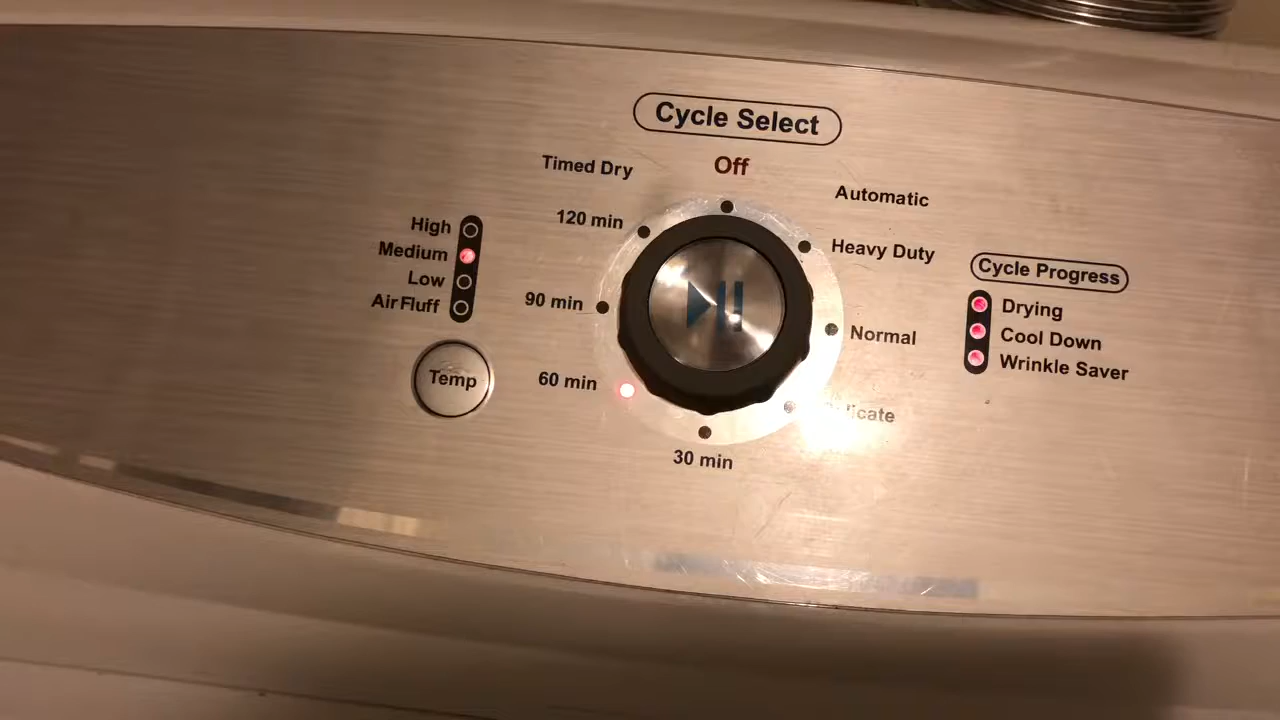 Cycle Select
Timed Dry
Off
Automatic
120 min
Heavy Duty
High
Medium
Low
Air Fluff
Cycle Progress
90 min
Drying
Normal
Cool Down
Wrinkle Saver
60 min
Temp
30 min